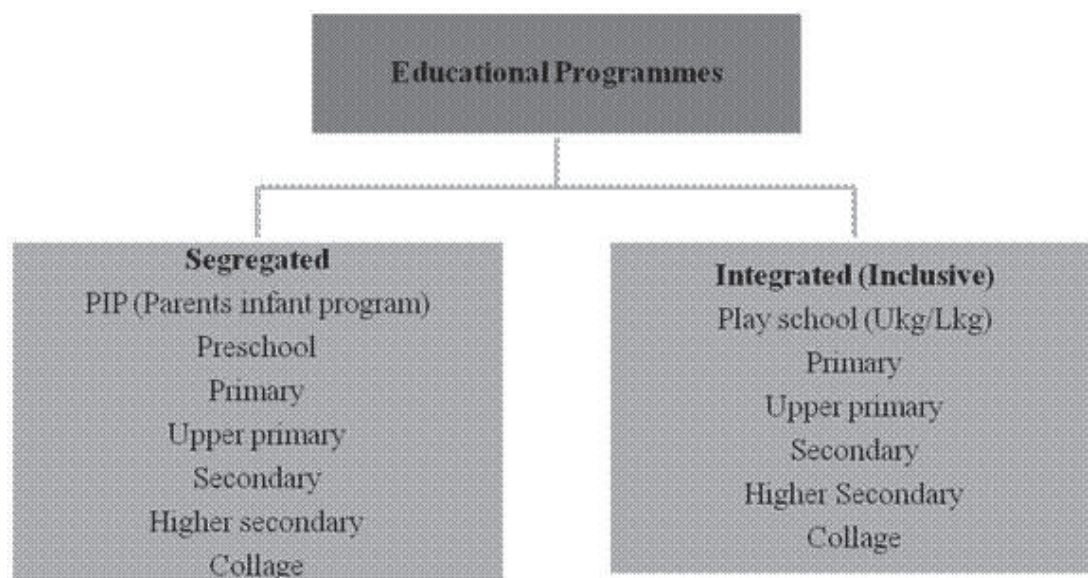 Educational Programmes
Segregated
PIP (Parents infant program)
Preschool
Primary
Upper primary
Secondary
Higher secondary
Collage
Integrated (Inclusive)
Play school (Ukg/Lkg)
Primary
Upper primary
Secondary
Higher Secondary
Collage